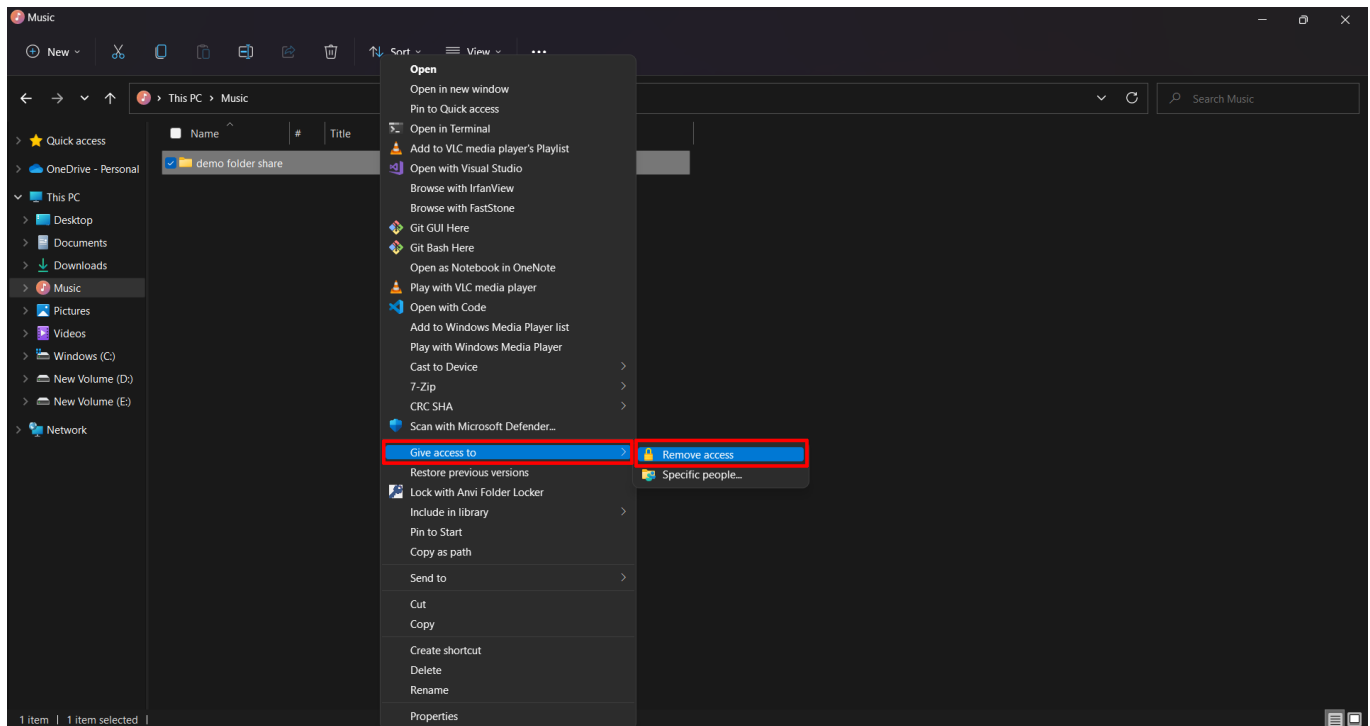 Music
New
Sort
View
This PC > Music
Search Music
Quick access
OneDrive - Personal
This PC
Desktop
Documents
Downloads
Music
Pictures
Videos
Windows (C:)
New Volume (D:)
New Volume (E:)
Network
Name # Title
demo folder share
Open
Open in new window
Pin to Quick access
Open in Terminal
Add to VLC media player's Playlist
Open with Visual Studio
Browse with IrfanView
Browse with FastStone
Git GUI Here
Git Bash Here
Open as Notebook in OneNote
Play with VLC media player
Open with Code
Add to Windows Media Player list
Play with Windows Media Player
Cast to Device
7-Zip
CRC SHA
Scan with Microsoft Defender...
Give access to
Restore previous versions
Lock with Anvi Folder Locker
Include in library
Pin to Start
Copy as path
Send to
Cut
Copy
Create shortcut
Delete
Rename
Properties
Remove access
Specific people...
1 item | 1 item selected |